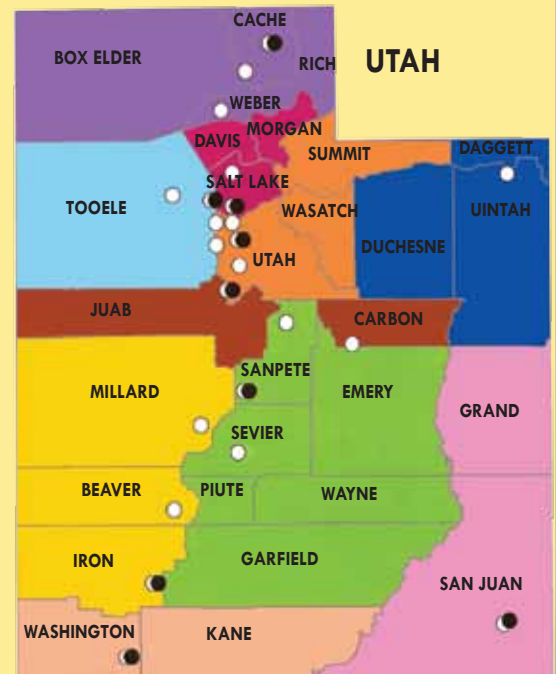 CACHE
BOX ELDER
RICH
UTAH
WEBER
MORGAN
DAVIS
SUMMIT
DAGGETT
SALT LAKE
TOOELE
WASATCH
UINTAH
DUCHESNE
UTAH
JUAB
CARBON
SANPETE
MILLARD
EMERY
GRAND
SEVIER
BEAVER
PIUTE
WAYNE
IRON
GARFIELD
SAN JUAN
WASHINGTON
KANE